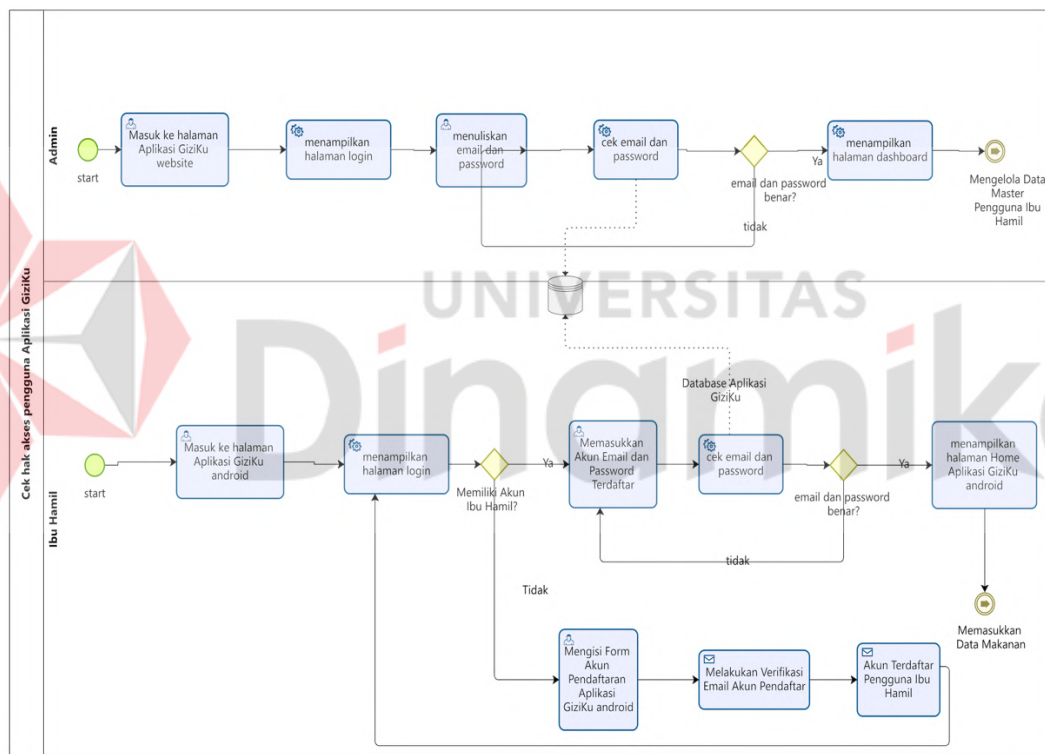 Cek hak akses pengguna Aplikasi GiziKu
Admin
start
Masuk ke halaman
Aplikasi GiziKu
website
menampilkan
halaman login
menuliskan
email dan
password
cek email dan
password
email dan password
benar?
Ya
tidak
menampilkan
halaman dashboard
Mengelola Data
Master
Pengguna Ibu
Hamil
UNIVERSITAS
Dinamika
Database Aplikasi
GiziKu
Ibu Hamil
start
Masuk ke halaman
Aplikasi GiziKu
android
menampilkan
halaman login
Memiliki Akun
Ibu Hamil?
Ya
Memasukkan
Akun Email dan
Password
Terdaftar
cek email dan
password
email dan password
benar?
Ya
tidak
menampilkan
halaman Home
Aplikasi GiziKu
android
Memasukkan
Data Makanan
Tidak
Mengisi Form
Akun
Pendaftaran
Aplikasi
GiziKu android
Melakukan Verifikasi
Email Akun Pendaftar
Akun Terdaftar
Pengguna Ibu
Hamil